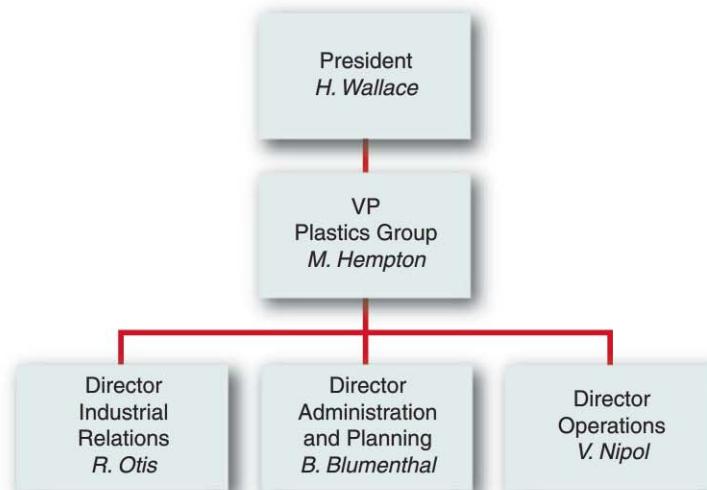 President
H. Wallace
VP
Plastics Group
M. Hempton
Director
Industrial
Relations
R. Otis
Director
Administration
and Planning
B. Blumenthal
Director
Operations
V. Nipol